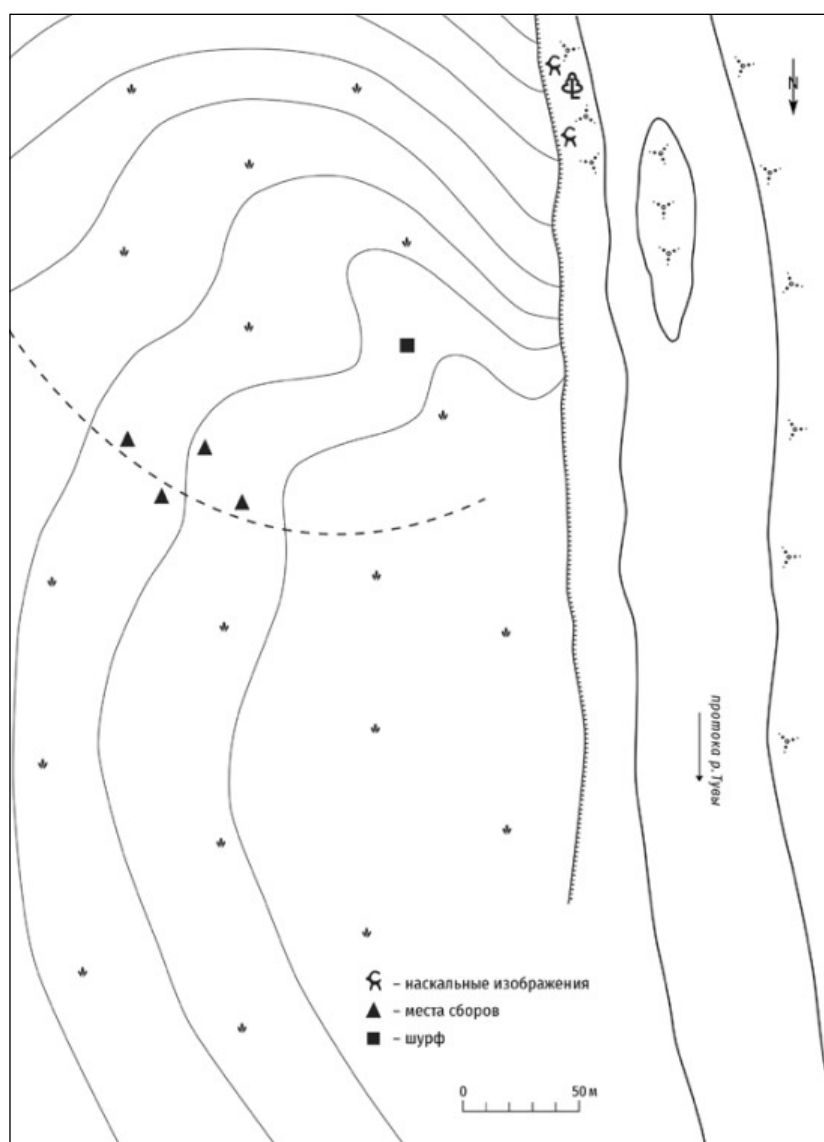 N
протока р. Тувы
– наскальные изображения
– места сборов
– шурф
0 50 м